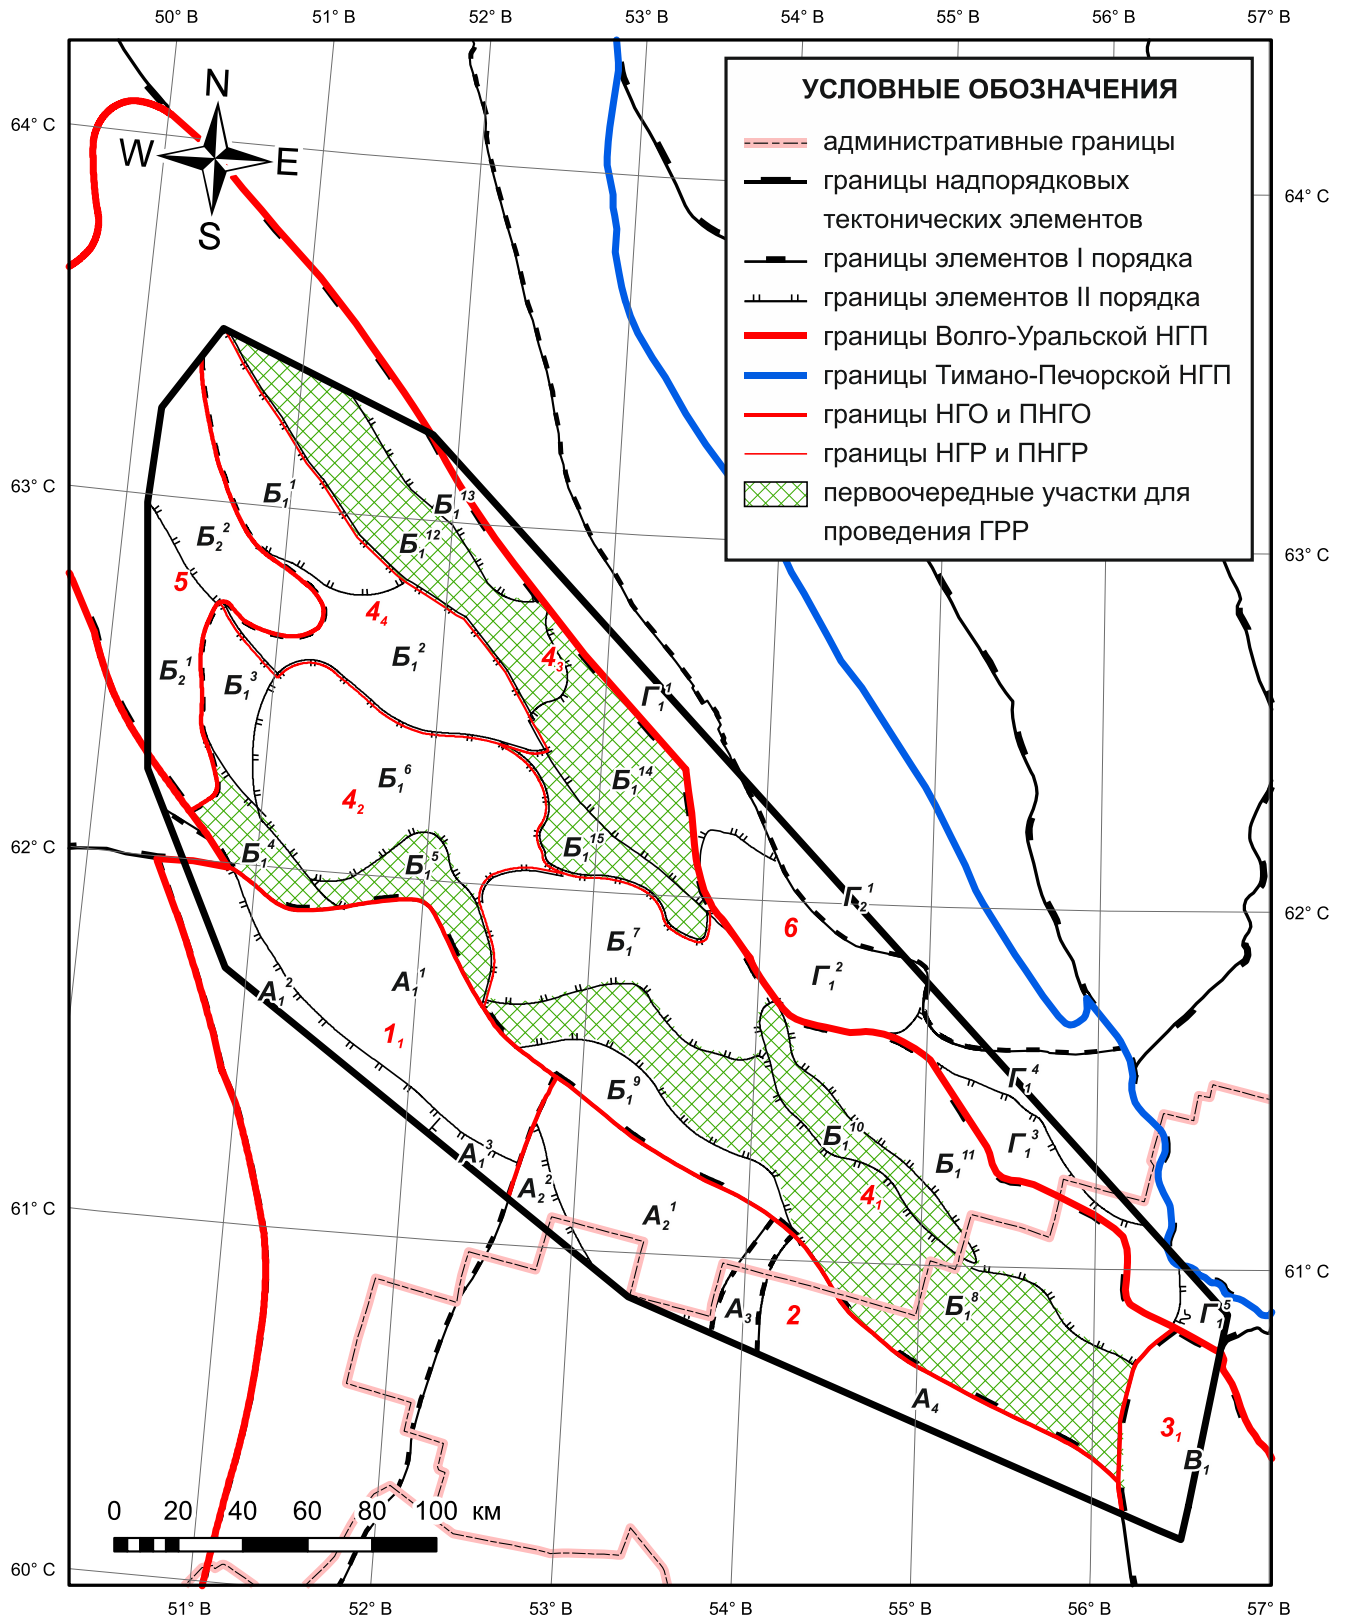 50° В 51° В 52° В 53° В 54° В 55° В 56° В 57° В
УСЛОВНЫЕ ОБОЗНАЧЕНИЯ
административные границы
границы надпорядковых
тектонических элементов
границы элементов I порядка
границы элементов II порядка
границы Волго-Уральской НГП
границы Тимано-Печорской НГП
границы НГО и ПНГО
границы НГР и ПНГР
первоочередные участки для
проведения ГРР
N
W E
S
64° С
64° С
63° С
63° С
62° С
62° С
61° С
61° С
60° С
Б₁¹
Б₁¹³
Б₂²
Б₁¹²
5
4₄
Б₁²
4₃
Б₂¹
Б₁³
Г₁¹
Б₁⁶
Б₁¹⁴
4₂
Б₁⁴
Б₁⁵
Б₁¹⁵
Г₂¹
6
Б₁⁷
Г₁²
А₁¹
А₁²
1₁
Б₁⁹
Г₁⁴
Б₁¹⁰
Г₁³
А₁³
Б₁¹¹
А₂²
4₁
А₂¹
А₃
2
Б₁⁸
Г₁⁵
А₄
3₁
В₁
0 20 40 60 80 100 км
51° В 52° В 53° В 54° В 55° В 56° В 57° В